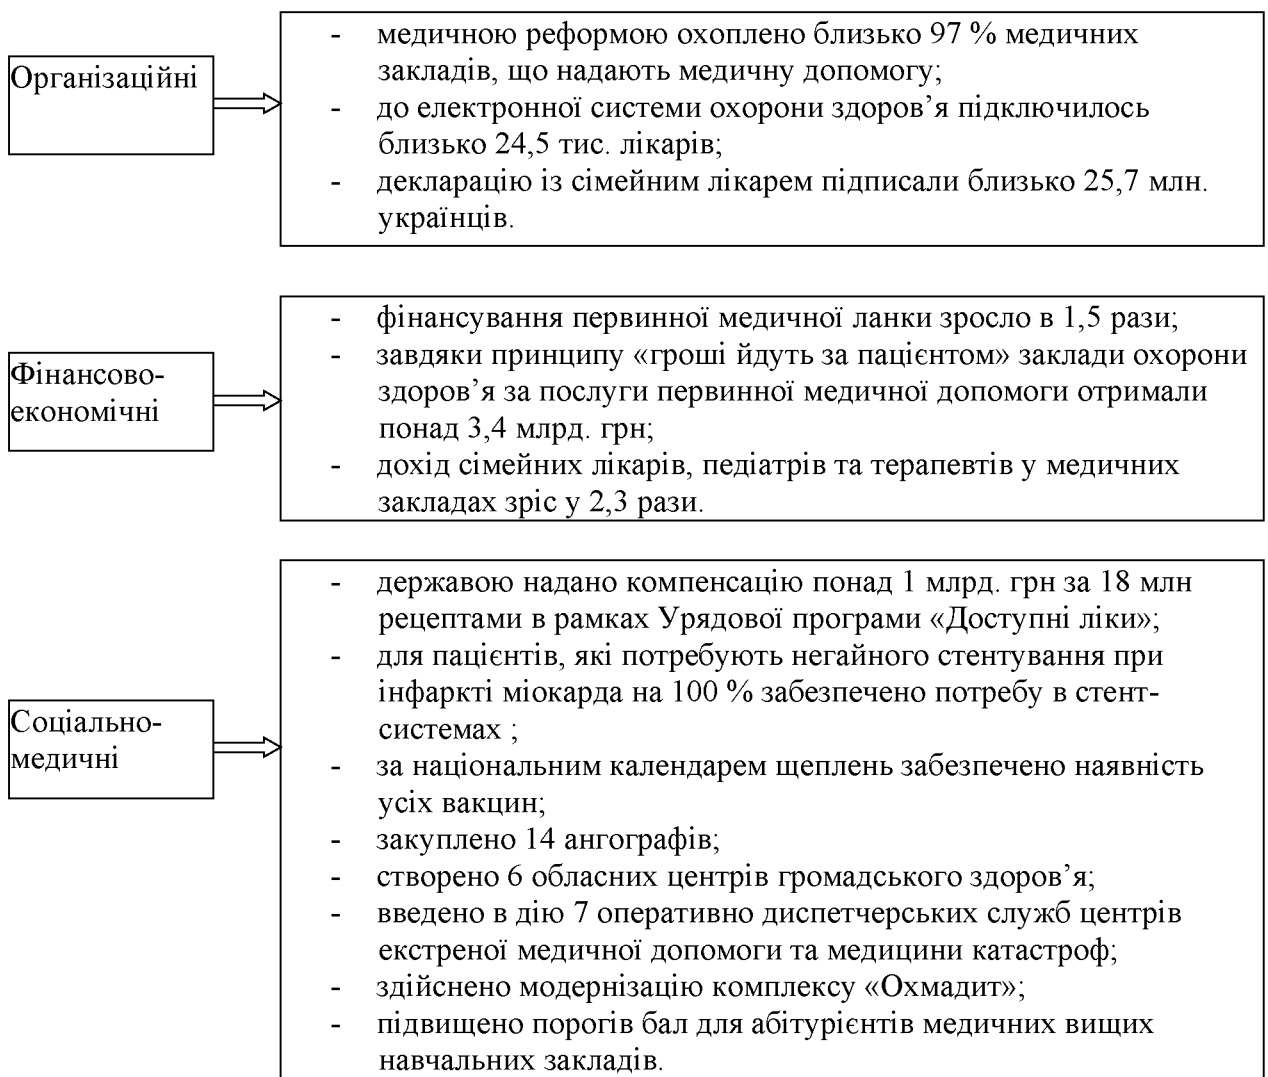 Організаційні
- медичною реформою охоплено близько 97 % медичних
закладів, що надають медичну допомогу;
- до електронної системи охорони здоров’я підключилось
близько 24,5 тис. лікарів;
- декларацію із сімейним лікарем підписали близько 25,7 млн.
українців.
Фінансово-
економічні
- фінансування первинної медичної ланки зросло в 1,5 рази;
- завдяки принципу «гроші йдуть за пацієнтом» заклади охорони
здоров’я за послуги первинної медичної допомоги отримали
понад 3,4 млрд. грн;
- дохід сімейних лікарів, педіатрів та терапевтів у медичних
закладах зріс у 2,3 рази.
Соціально-
медичні
- державою надано компенсацію понад 1 млрд. грн за 18 млн
рецептами в рамках Урядової програми «Доступні ліки»;
- для пацієнтів, які потребують негайного стентування при
інфаркті міокарда на 100 % забезпечено потребу в стент-
системах ;
- за національним календарем щеплень забезпечено наявність
усіх вакцин;
- закуплено 14 ангографів;
- створено 6 обласних центрів громадського здоров’я;
- введено в дію 7 оперативно диспетчерських служб центрів
екстреної медичної допомоги та медицини катастроф;
- здійснено модернізацію комплексу «Охмадит»;
- підвищено порогів бал для абітурієнтів медичних вищих
навчальних закладів.